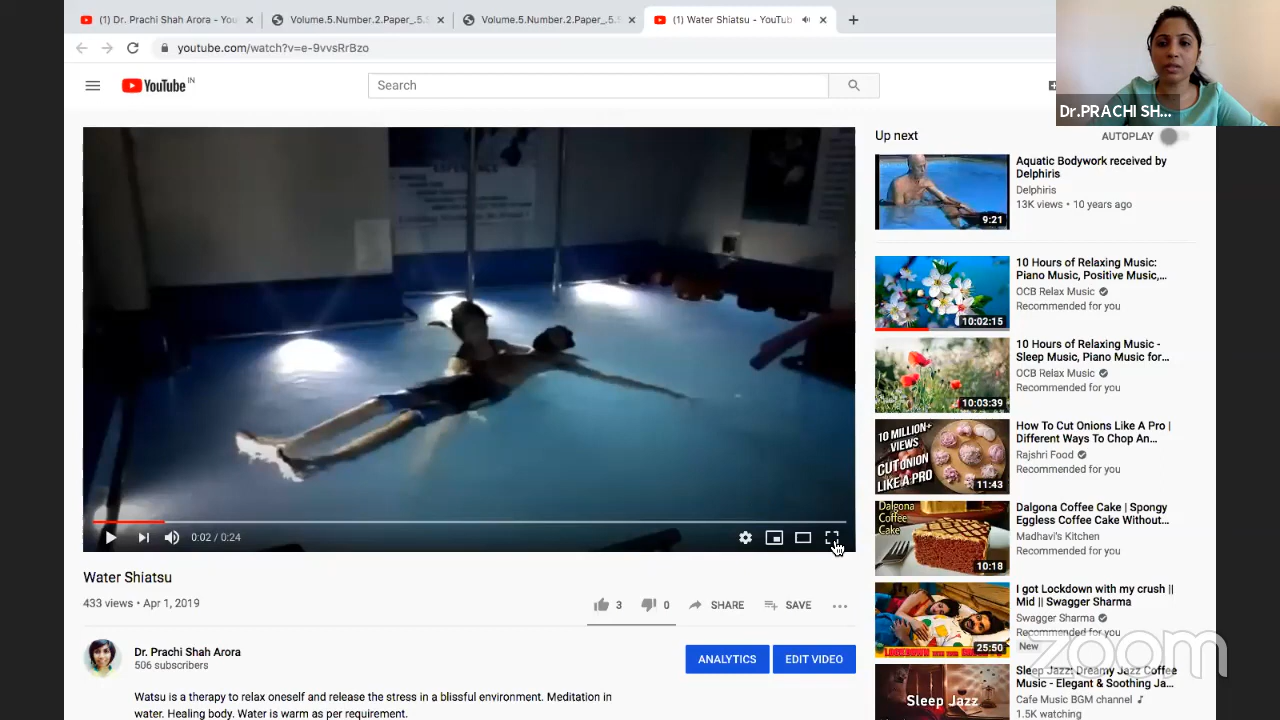 (1) Dr. Prachi Shah Arora - You
Volume.5.Number.2.Paper_.5.5
Volume.5.Number.2.Paper_.5.5
(1) Water Shiatsu - YouTub
youtube.com/watch?v=e-9vvsRrBzo
YouTube IN
Search
Dr.PRACHI SH...
Up next
AUTOPLAY
Aquatic Bodywork received by
Delphiris
Delphiris
13K views • 10 years ago
9:21
10 Hours of Relaxing Music:
Piano Music, Positive Music,...
OCB Relax Music
Recommended for you
10:02:15
10 Hours of Relaxing Music -
Sleep Music, Piano Music for...
OCB Relax Music
Recommended for you
10:03:39
10 MILLION+
VIEWS
CUT ONION
LIKE A PRO
11:43
How To Cut Onions Like A Pro |
Different Ways To Chop An...
Rajshri Food
Recommended for you
Dalgona
Coffee
Cake
10:18
Dalgona Coffee Cake | Spongy
Eggless Coffee Cake Without...
Madhavi's Kitchen
Recommended for you
25:50
I got Lockdown with my crush ||
Mid || Swagger Sharma
Swagger Sharma
Recommended for you
New
zoom
Sleep Jazz
Sleep Jazz: Dreamy Jazz Coffee
Music - Elegant & Soothing Ja...
Cafe Music BGM channel
1.5K watching
0:02 / 0:24
Water Shiatsu
433 views • Apr 1, 2019
3
0
SHARE
SAVE
Dr. Prachi Shah Arora
506 subscribers
ANALYTICS
EDIT VIDEO
Watsu is a therapy to relax oneself and release the stress in a blissful environment. Meditation in
water. Healing body. Water is warm as per requirement.